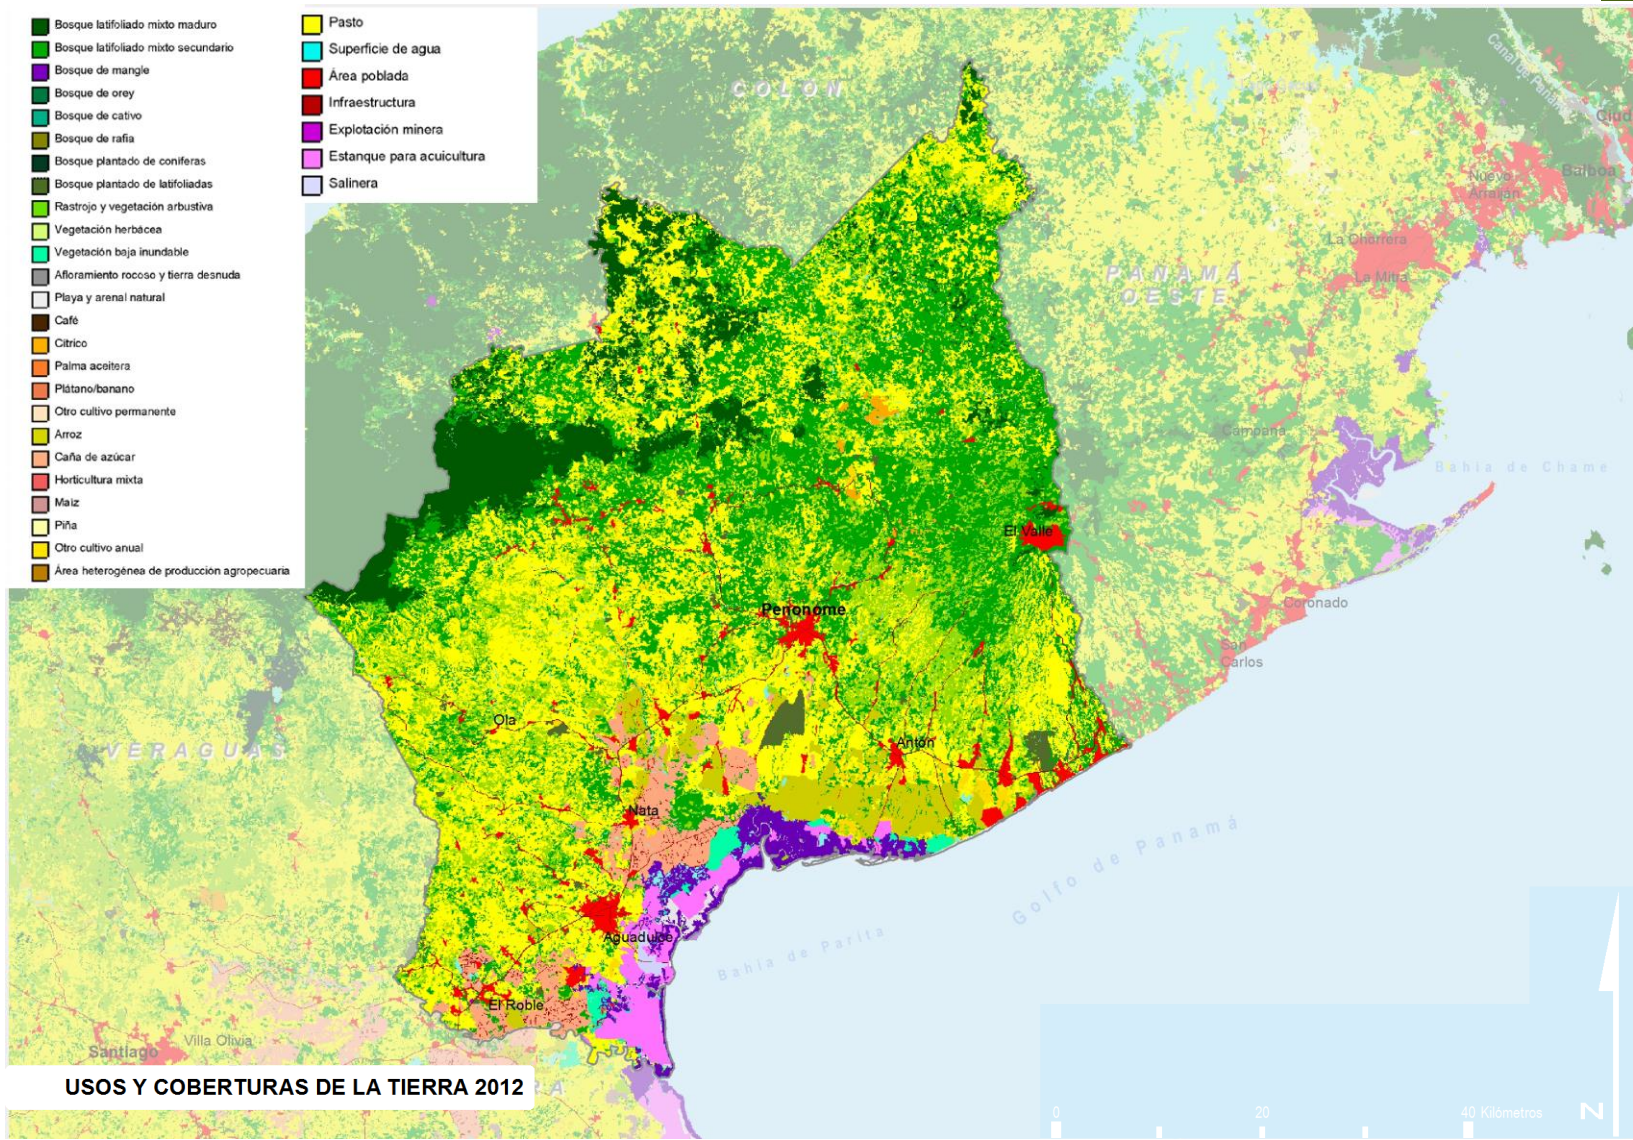 Bosque latifoliado mixto maduro
Bosque latifoliado mixto secundario
Bosque de mangle
Bosque de orey
Bosque de cativo
Bosque de rafia
Bosque plantado de coníferas
Bosque plantado de latifoliadas
Rastrojo y vegetación arbustiva
Vegetación herbácea
Vegetación baja inundable
Afloramiento rocoso y tierra desnuda
Playa y arenal natural
Café
Cítrico
Palma aceitera
Plátano/banano
Otro cultivo permanente
Arroz
Caña de azúcar
Horticultura mixta
Maíz
Piña
Otro cultivo anual
Área heterogénea de producción agropecuaria
Pasto
Superficie de agua
Área poblada
Infraestructura
Explotación minera
Estanque para acuicultura
Salinera
COLON
Canal de Panamá
Ciud
Balboa
Nuevo
Arraiján
La Chorrera
La Mitra
PANAMÁ
OESTE
Campana
Bahía de Chame
El Valle
Coronado
San
Carlos
Penonome
Ola
Antón
VERAGUAS
Nata
Golfo de Panamá
Aguadulce
Bahía de Parita
El Roble
Villa Olivia
Santiago
RA
USOS Y COBERTURAS DE LA TIERRA 2012
0 20 40 Kilómetros
N